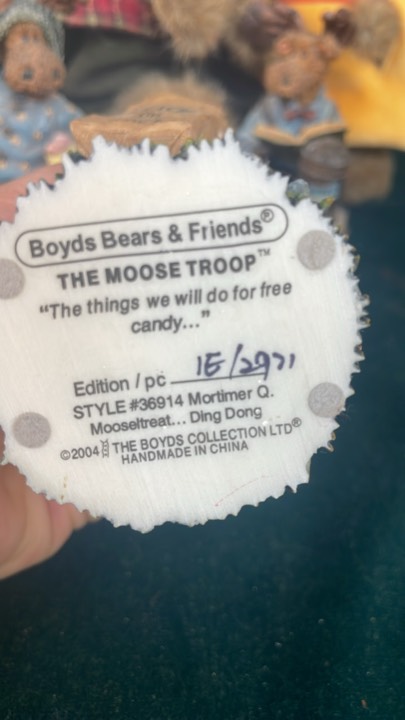 Boyds Bears & Friends®
THE MOOSE TROOP™
"The things we will do for free
candy..."
Edition / pc 1E/2971
STYLE #36914 Mortimer Q.
Mooseltreat... Ding Dong
©2004 THE BOYDS COLLECTION LTD®
HANDMADE IN CHINA